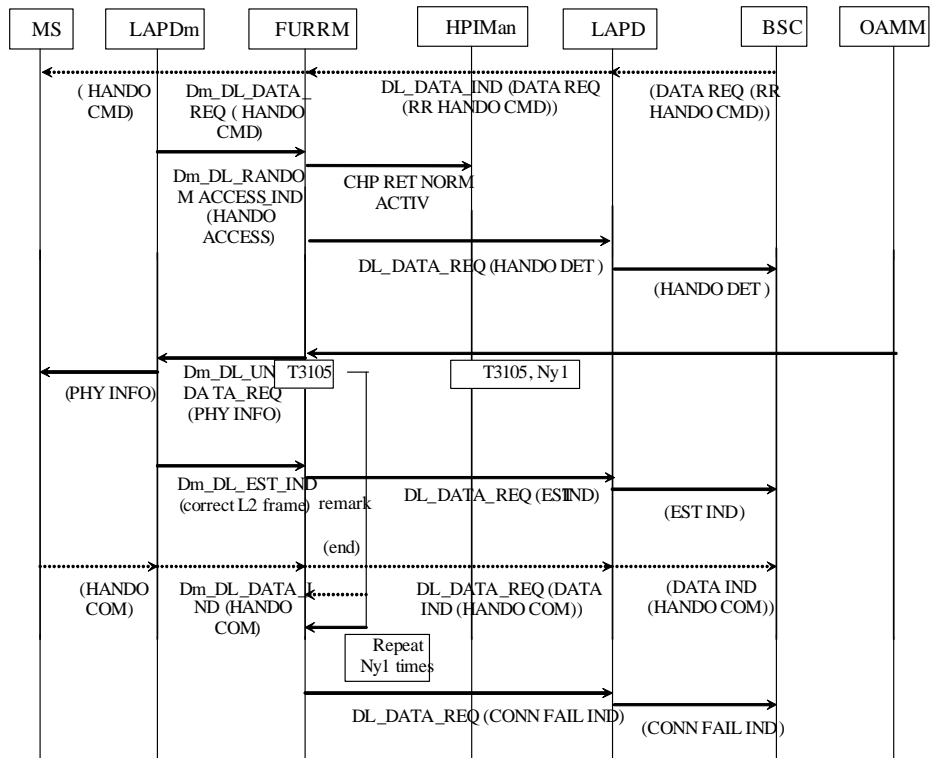 MS LAPDm FURRM HPIMan LAPD BSC OAMM
( HANDO
CMD)
Dm_DL_DATA_
REQ ( HANDO
CMD)
DL_DATA_IND (DATA REQ
(RR HANDO CMD))
(DATA REQ (RR
HANDO CMD))
Dm_DL_RANDO
M ACCESS_IND
(HANDO
ACCESS)
CHP RET NORM
ACTIV
DL_DATA_REQ (HANDO DET )
(HANDO DET )
(PHY INFO)
Dm_DL_UN
DA TA_REQ
(PHY INFO)
T3105
T3105, Ny1
Dm_DL_EST_IND
(correct L2 frame)
remark
(end)
DL_DATA_REQ (EST IND)
(EST IND )
(HANDO
COM)
Dm_DL_DATA_I
ND (HANDO
COM)
DL_DATA_REQ (DATA
IND (HANDO COM))
(DATA IND
(HANDO COM))
Repeat
Ny1 times
DL_DATA_REQ (CONN FAIL IND)
(CONN FAIL IND)